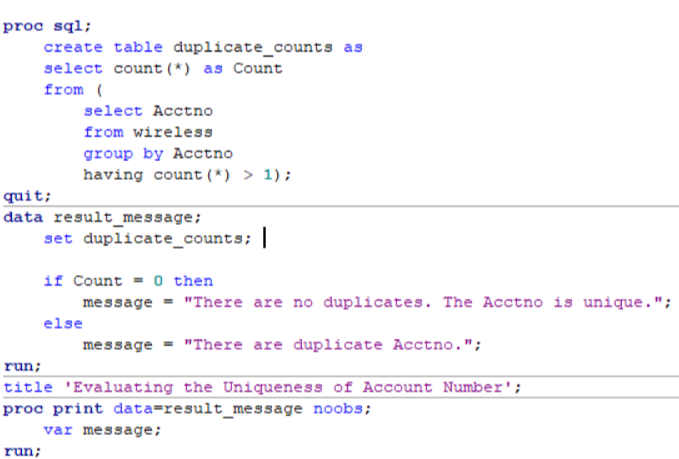 proc sql;
    create table duplicate_counts as
    select count(*) as Count
    from (
        select Acctno
        from wireless
        group by Acctno
        having count(*) > 1);
quit;
data result_message;
    set duplicate_counts;
    if Count = 0 then
        message = "There are no duplicates. The Acctno is unique.";
    else
        message = "There are duplicate Acctno.";
run;
title 'Evaluating the Uniqueness of Account Number';
proc print data=result_message noobs;
    var message;
run;